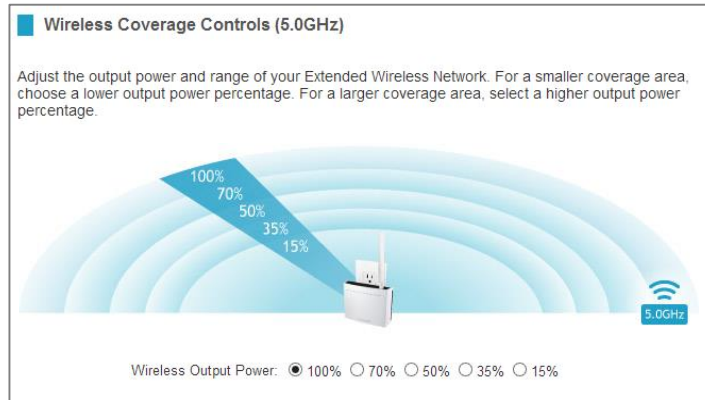 Wireless Coverage Controls (5.0GHz)
Adjust the output power and range of your Extended Wireless Network. For a smaller coverage area,
choose a lower output power percentage. For a larger coverage area, select a higher output power
percentage.
100%
70%
50%
35%
15%
5.0GHz
Wireless Output Power: 100% 70% 50% 35% 15%